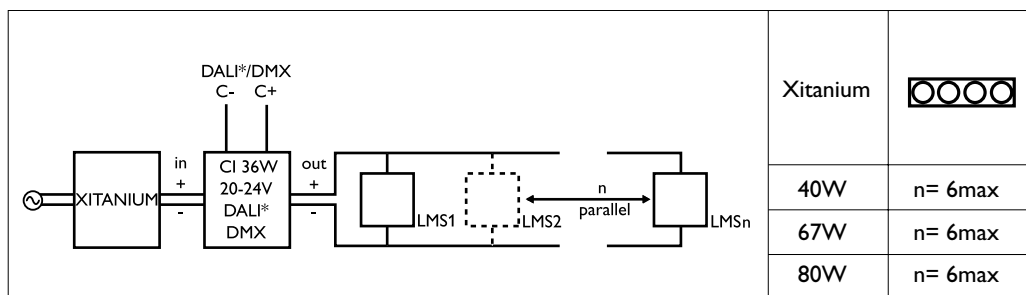 DALI*/DMX
C- C+
XITANIUM
in
+
-
CI 36W
20-24V
DALI*
DMX
out
+
-
LMS1
LMS2
n
parallel
LMSn
Xitanium
40W n= 6max
67W n= 6max
80W n= 6max